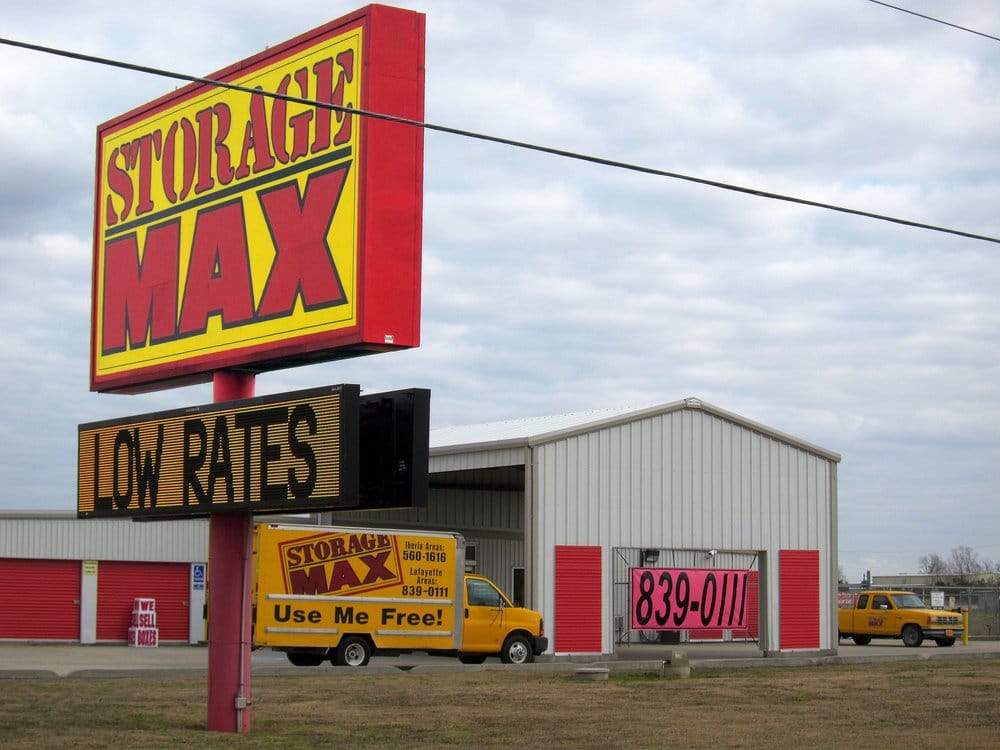 STORAGE
MAX
LOW RATES
STORAGE
MAX
Iberia Areas:
560-1616
Lafayette
Areas:
839-0111
Use Me Free!
839-0111
WE
SELL
BOXES